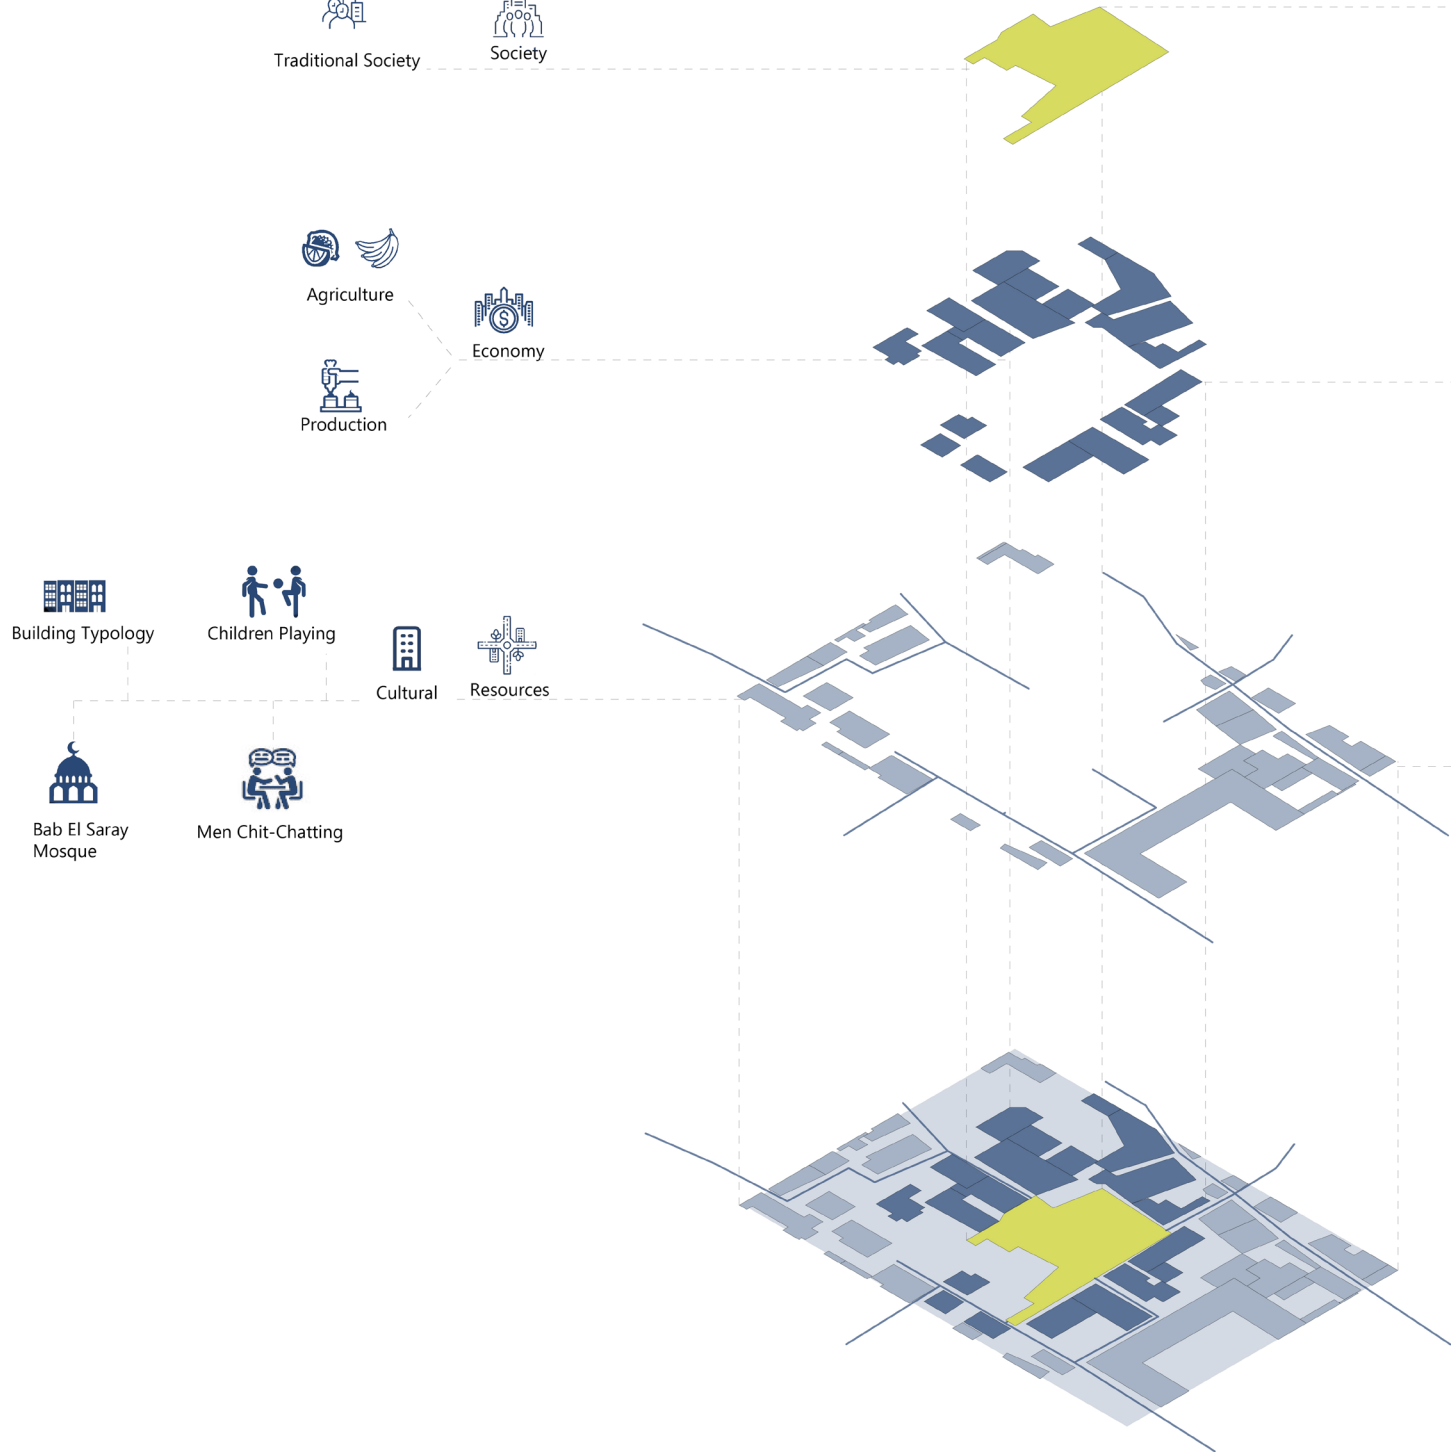 Traditional Society
Society
Agriculture
Economy
Production
Building Typology
Children Playing
Cultural
Resources
Bab El Saray
Mosque
Men Chit-Chatting